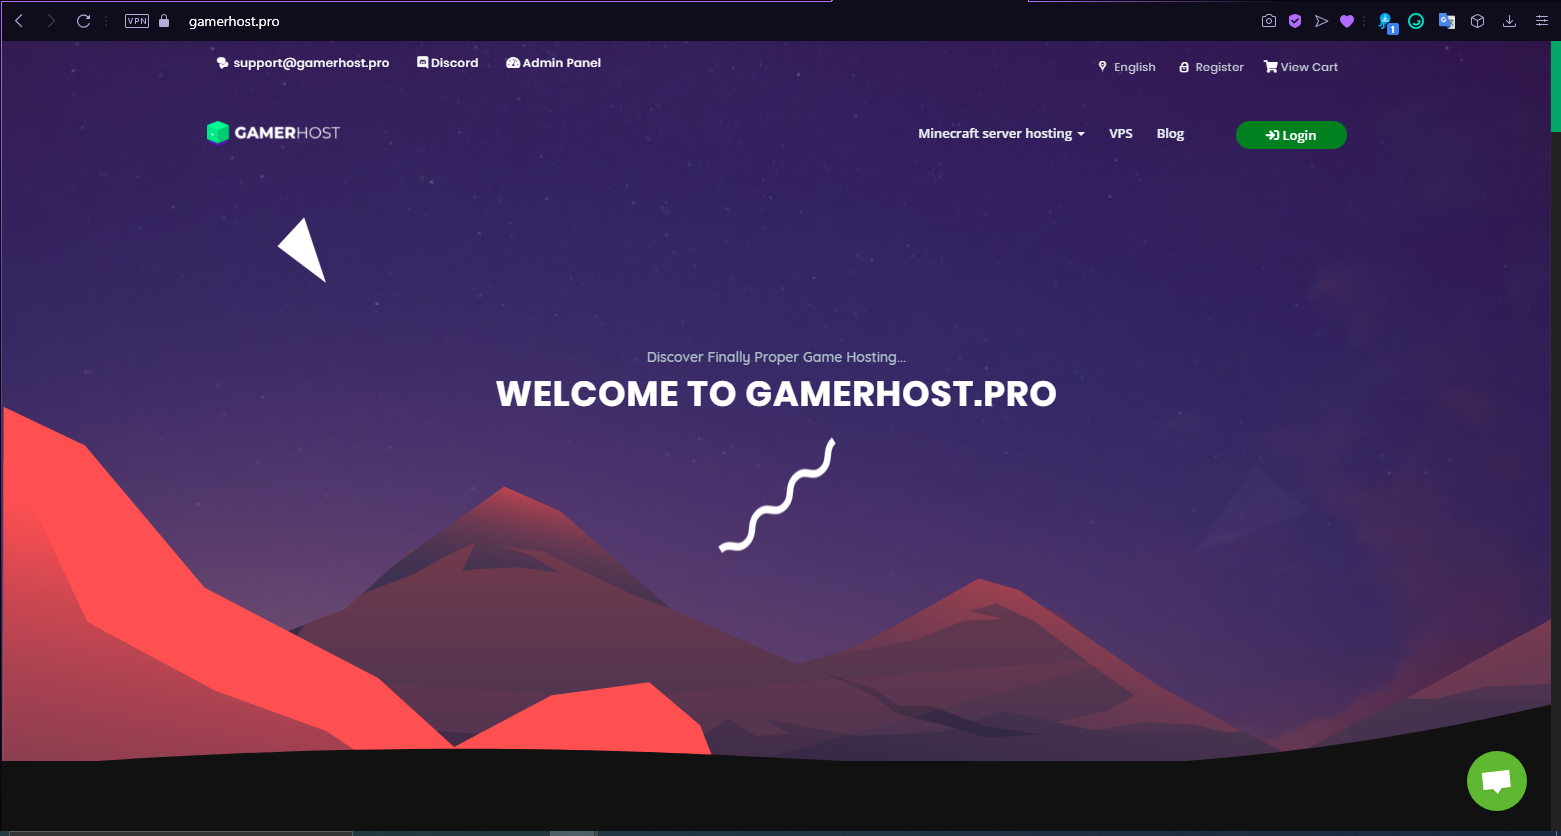 VPN gamerhost.pro
1
support@gamerhost.pro Discord Admin Panel
English Register View Cart
GAMERHOST
Minecraft server hosting VPS Blog Login
Discover Finally Proper Game Hosting...
WELCOME TO GAMERHOST.PRO